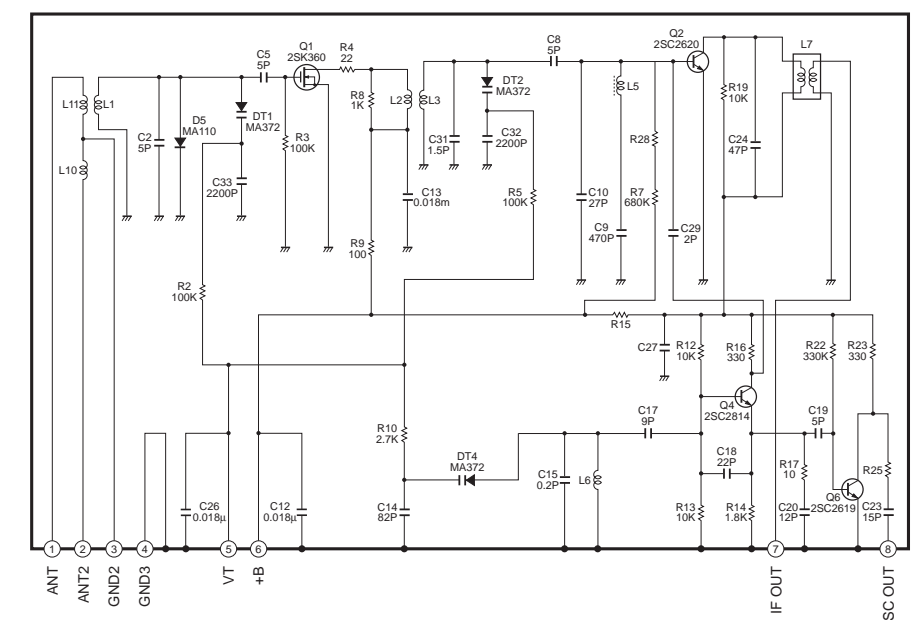 Q1
2SK360
R4
22
C5
5P
C8
5P
Q2
2SC2620
L7
L11
L1
C2
5P
D5
MA110
DT1
MA372
R3
100K
C33
2200P
R8
1K
L2
L3
C31
1.5P
DT2
MA372
C32
2200P
L5
R19
10K
C24
47P
R28
L10
C13
0.018m
R5
100K
C10
27P
R7
680K
C9
470P
C29
2P
R9
100
R2
100K
R15
C27
R12
10K
R16
330
R22
330K
R23
330
Q4
2SC2814
R10
2.7K
DT4
MA372
C17
9P
C19
5P
C18
22P
R17
10
R25
C15
0.2P
L6
Q6
2SC2619
C26
0.018µ
C12
0.018µ
C14
82P
R13
10K
R14
1.8K
C20
12P
C23
15P
1
2
3
4
5
6
7
8
ANT
ANT2
GND2
GND3
VT
+B
IF OUT
SC OUT